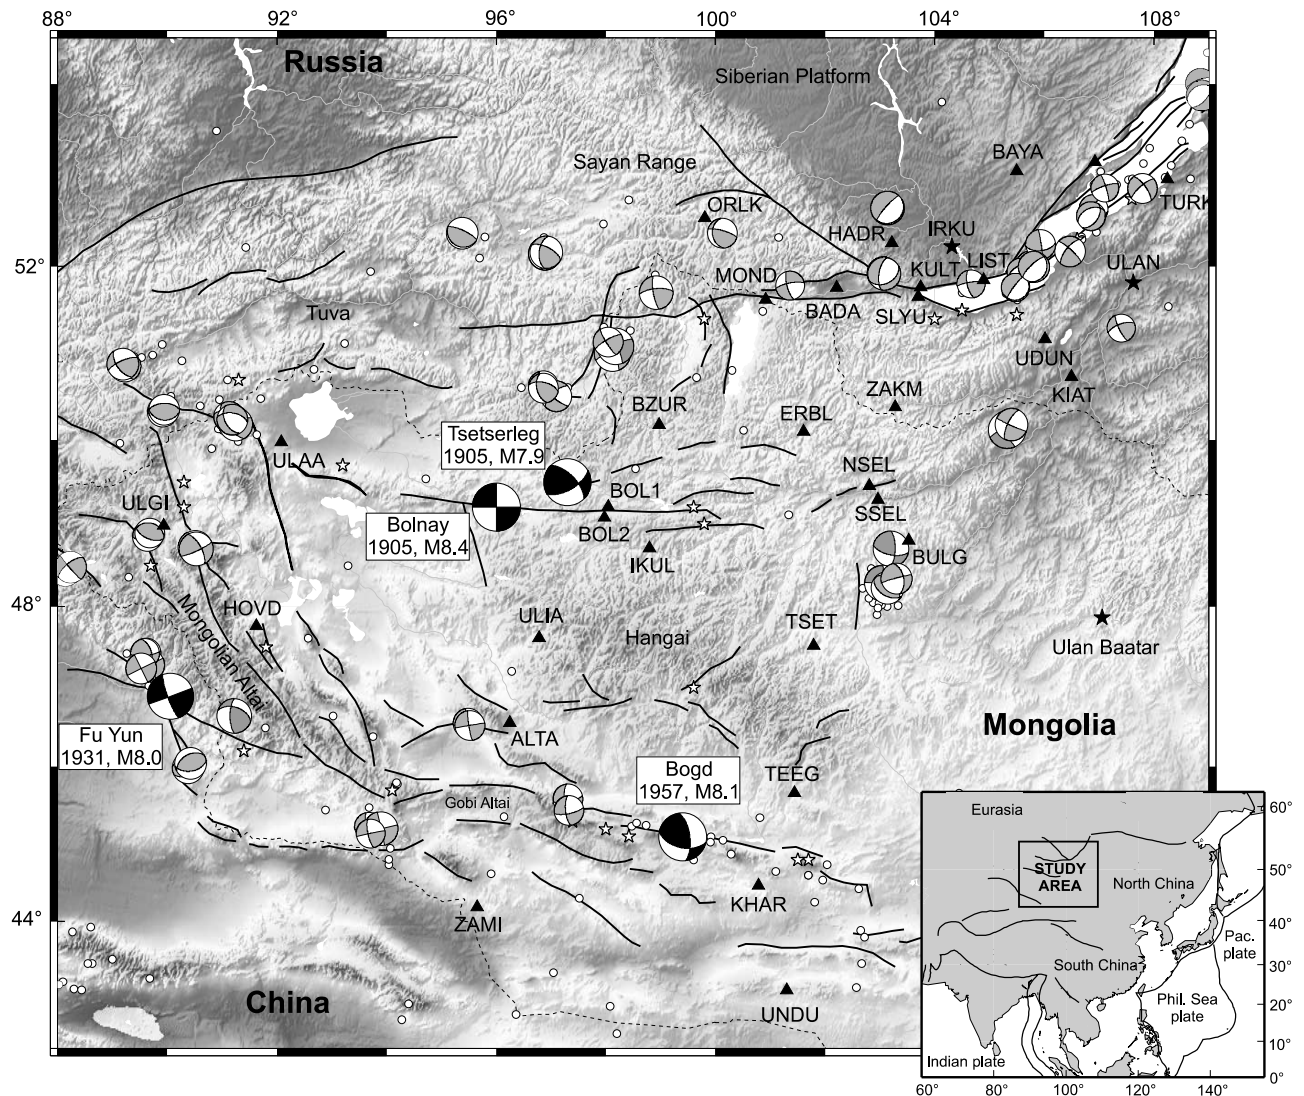 88°
92°
96°
100°
104°
108°
Russia
Siberian Platform
Sayan Range
BAYA
ORLK
TURK
HADR
IRKU
52°
MOND
KULT
LIST
ULAN
BADA
SLYU
Tuva
UDUN
ZAKM
KIAT
BZUR
ERBL
Tsetserleg
1905, M7.9
ULAA
NSEL
ULGI
BOL1
SSEL
Bolnay
1905, M8.4
BOL2
IKUL
BULG
48°
HOVD
ULIA
TSET
Hangai
Ulan Baatar
Mongolian Altai
Mongolia
Fu Yun
1931, M8.0
ALTA
Bogd
1957, M8.1
TEEG
Gobi Altai
KHAR
44°
ZAMI
China
UNDU
Eurasia
60°
STUDY
AREA
50°
North China
40°
Pac.
plate
South China
30°
Phil. Sea
plate
20°
10°
Indian plate
0°
60°
80°
100°
120°
140°